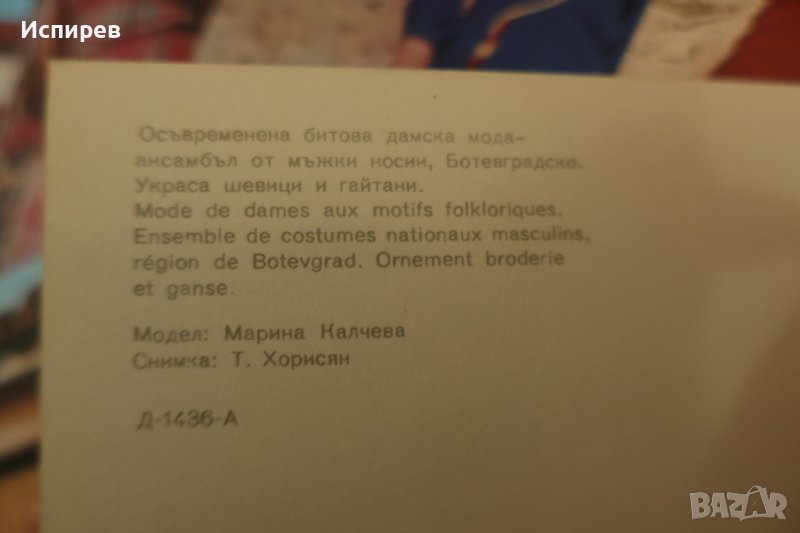 Испирев
Осъвременена битова дамска мода-
ансамбъл от мъжки носии, Ботевградско.
Украса шевици и гайтани.
Mode de dames aux motifs folkloriques.
Ensemble de costumes nationaux masculins,
région de Botevgrad. Ornement broderie
et ganse.
Модел: Марина Калчева
Снимка: Т. Хорисян
Д-1436-А
BAZAR